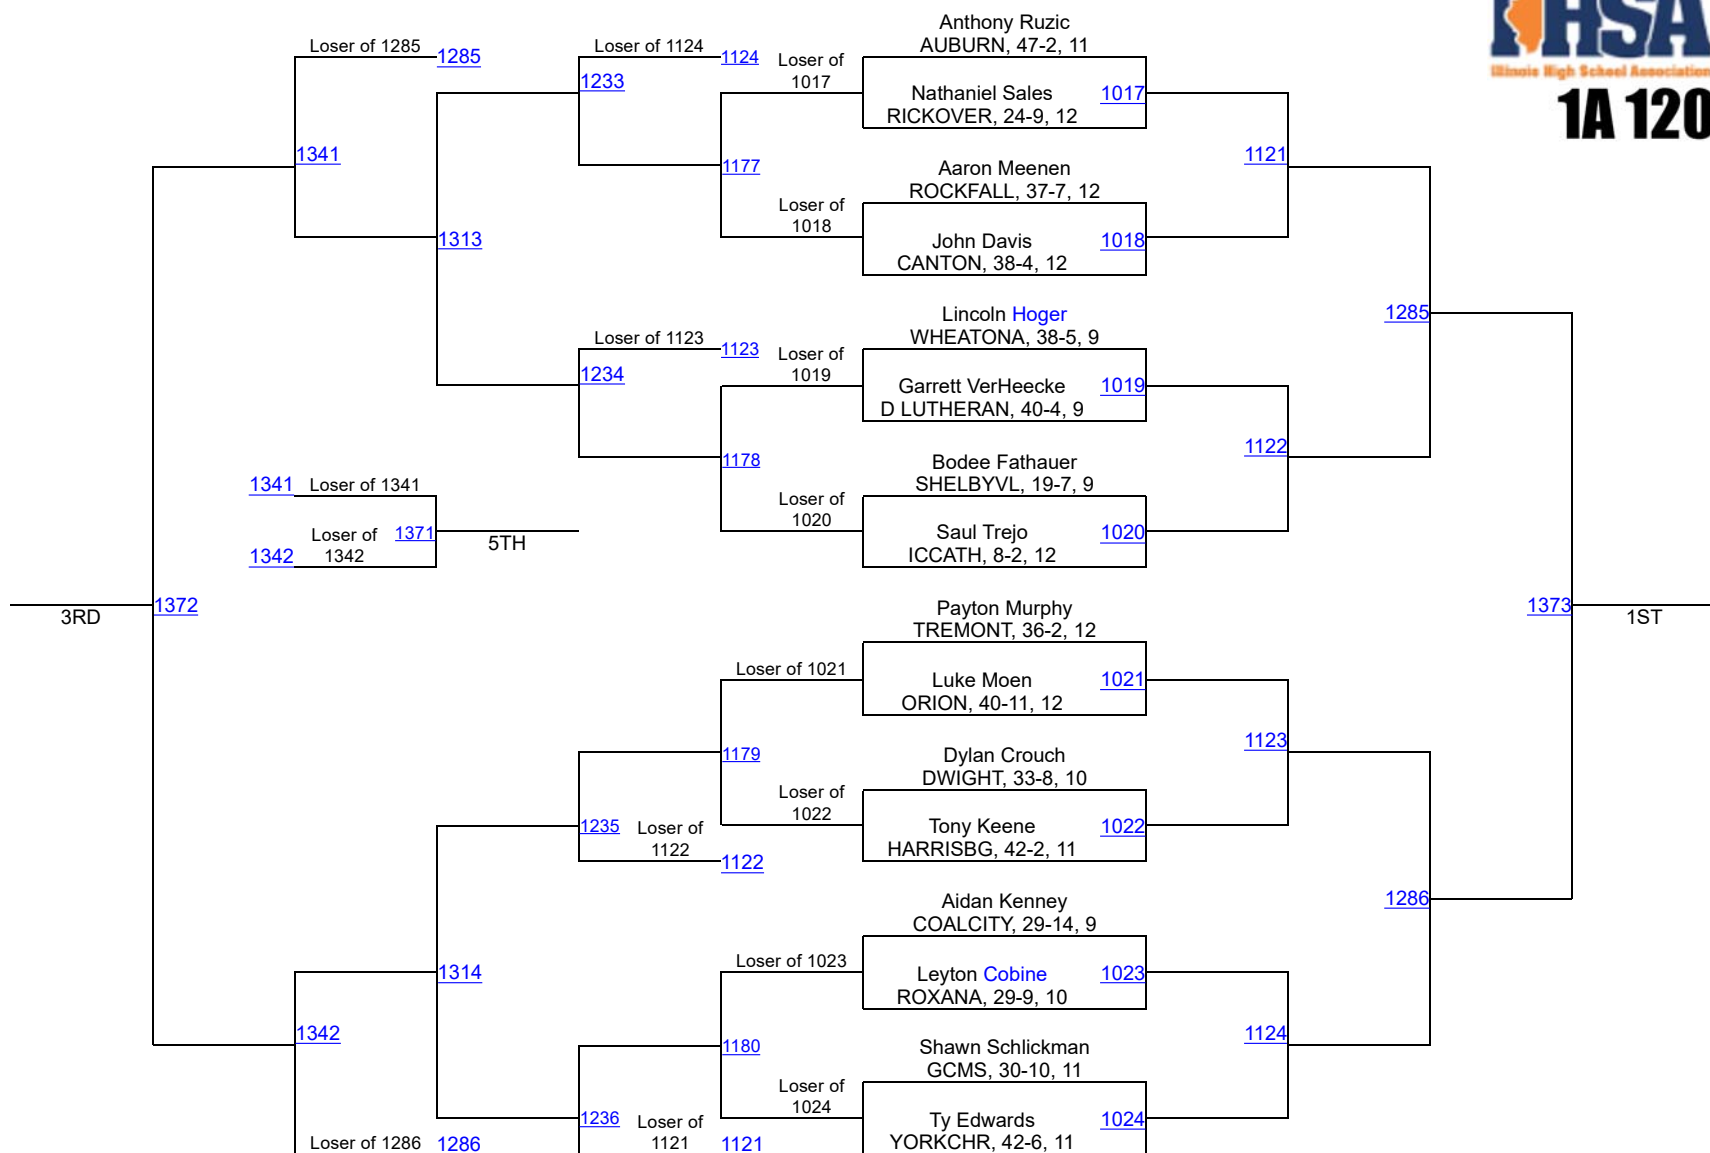 IHSA
Illinois High School Association
1A 120
Anthony Ruzic
AUBURN, 47-2, 11
Loser of 1285
1285
Loser of 1124
1124
Loser of
1017
1233
Nathaniel Sales
RICKOVER, 24-9, 12
1017
1341
1177
Aaron Meenen
ROCKFALL, 37-7, 12
1121
Loser of
1018
1313
John Davis
CANTON, 38-4, 12
1018
Lincoln Hoger
WHEATONA, 38-5, 9
1285
Loser of 1123
1123
Loser of
1019
1234
Garrett VerHeecke
D LUTHERAN, 40-4, 9
1019
1178
Bodee Fathauer
SHELBYVL, 19-7, 9
1122
1341
Loser of 1341
Loser of
1020
Loser of
1342
1371
1342
5TH
Saul Trejo
ICCATH, 8-2, 12
1020
3RD
1372
Payton Murphy
TREMONT, 36-2, 12
1373
1ST
Loser of 1021
Luke Moen
ORION, 40-11, 12
1021
1179
Dylan Crouch
DWIGHT, 33-8, 10
1123
Loser of
1022
1235
Loser of
1122
1122
Tony Keene
HARRISBG, 42-2, 11
1022
Aidan Kenney
COALCITY, 29-14, 9
1286
Loser of 1023
1314
Leyton Cobine
ROXANA, 29-9, 10
1023
1342
1180
Shawn Schlickman
GCMS, 30-10, 11
1124
Loser of
1024
1236
Loser of
1121
1121
Ty Edwards
YORKCHR, 42-6, 11
1024
Loser of 1286
1286